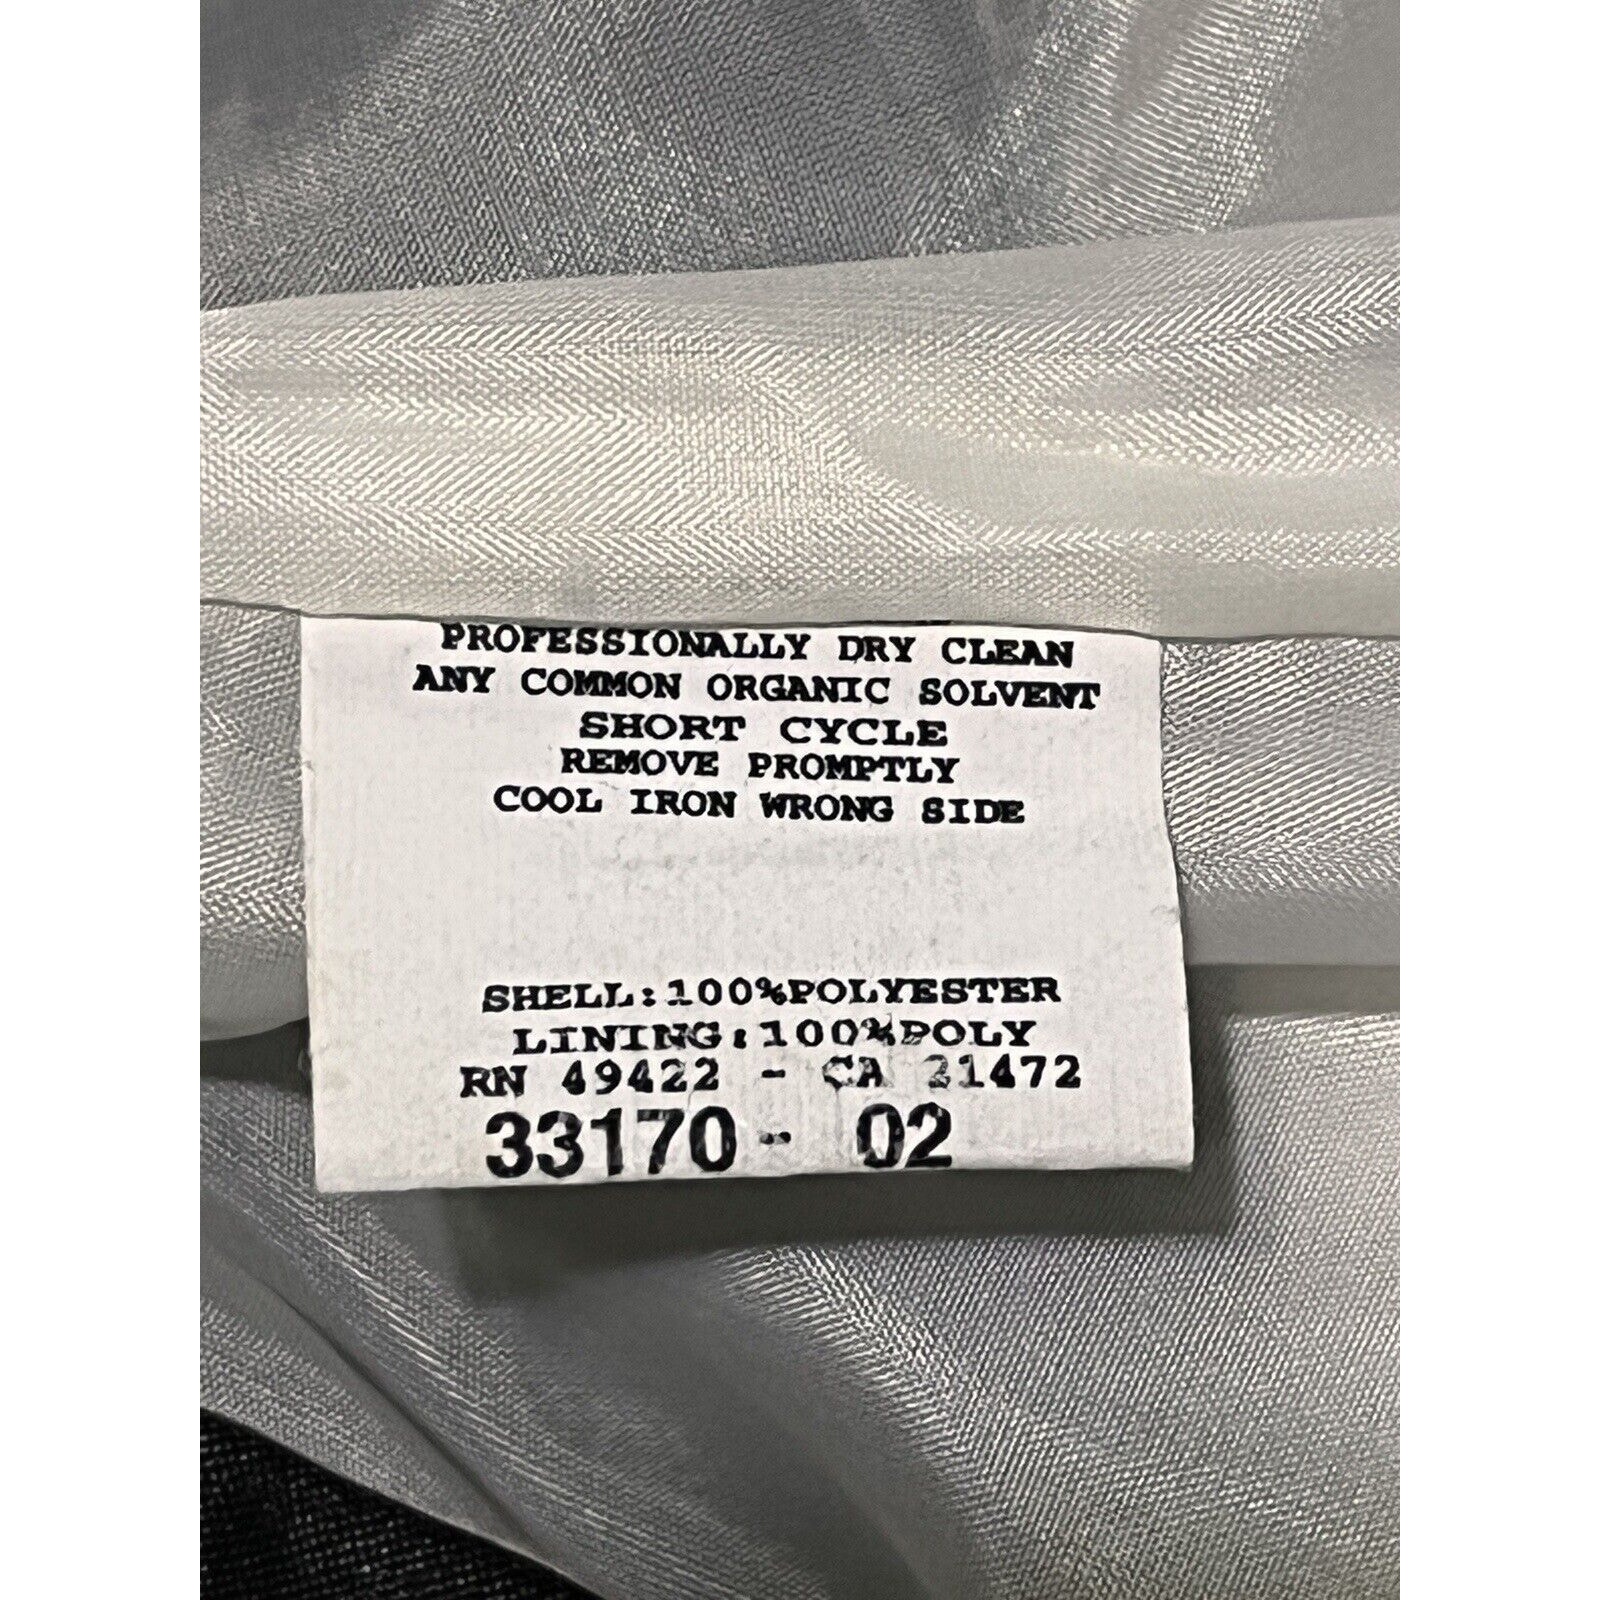 PROFESSIONALLY DRY CLEAN
ANY COMMON ORGANIC SOLVENT
SHORT CYCLE
REMOVE PROMPTLY
COOL IRON WRONG SIDE
SHELL:100%POLYESTER
LINING:100%POLY
RN 49422 - CA 21472
33170- 02